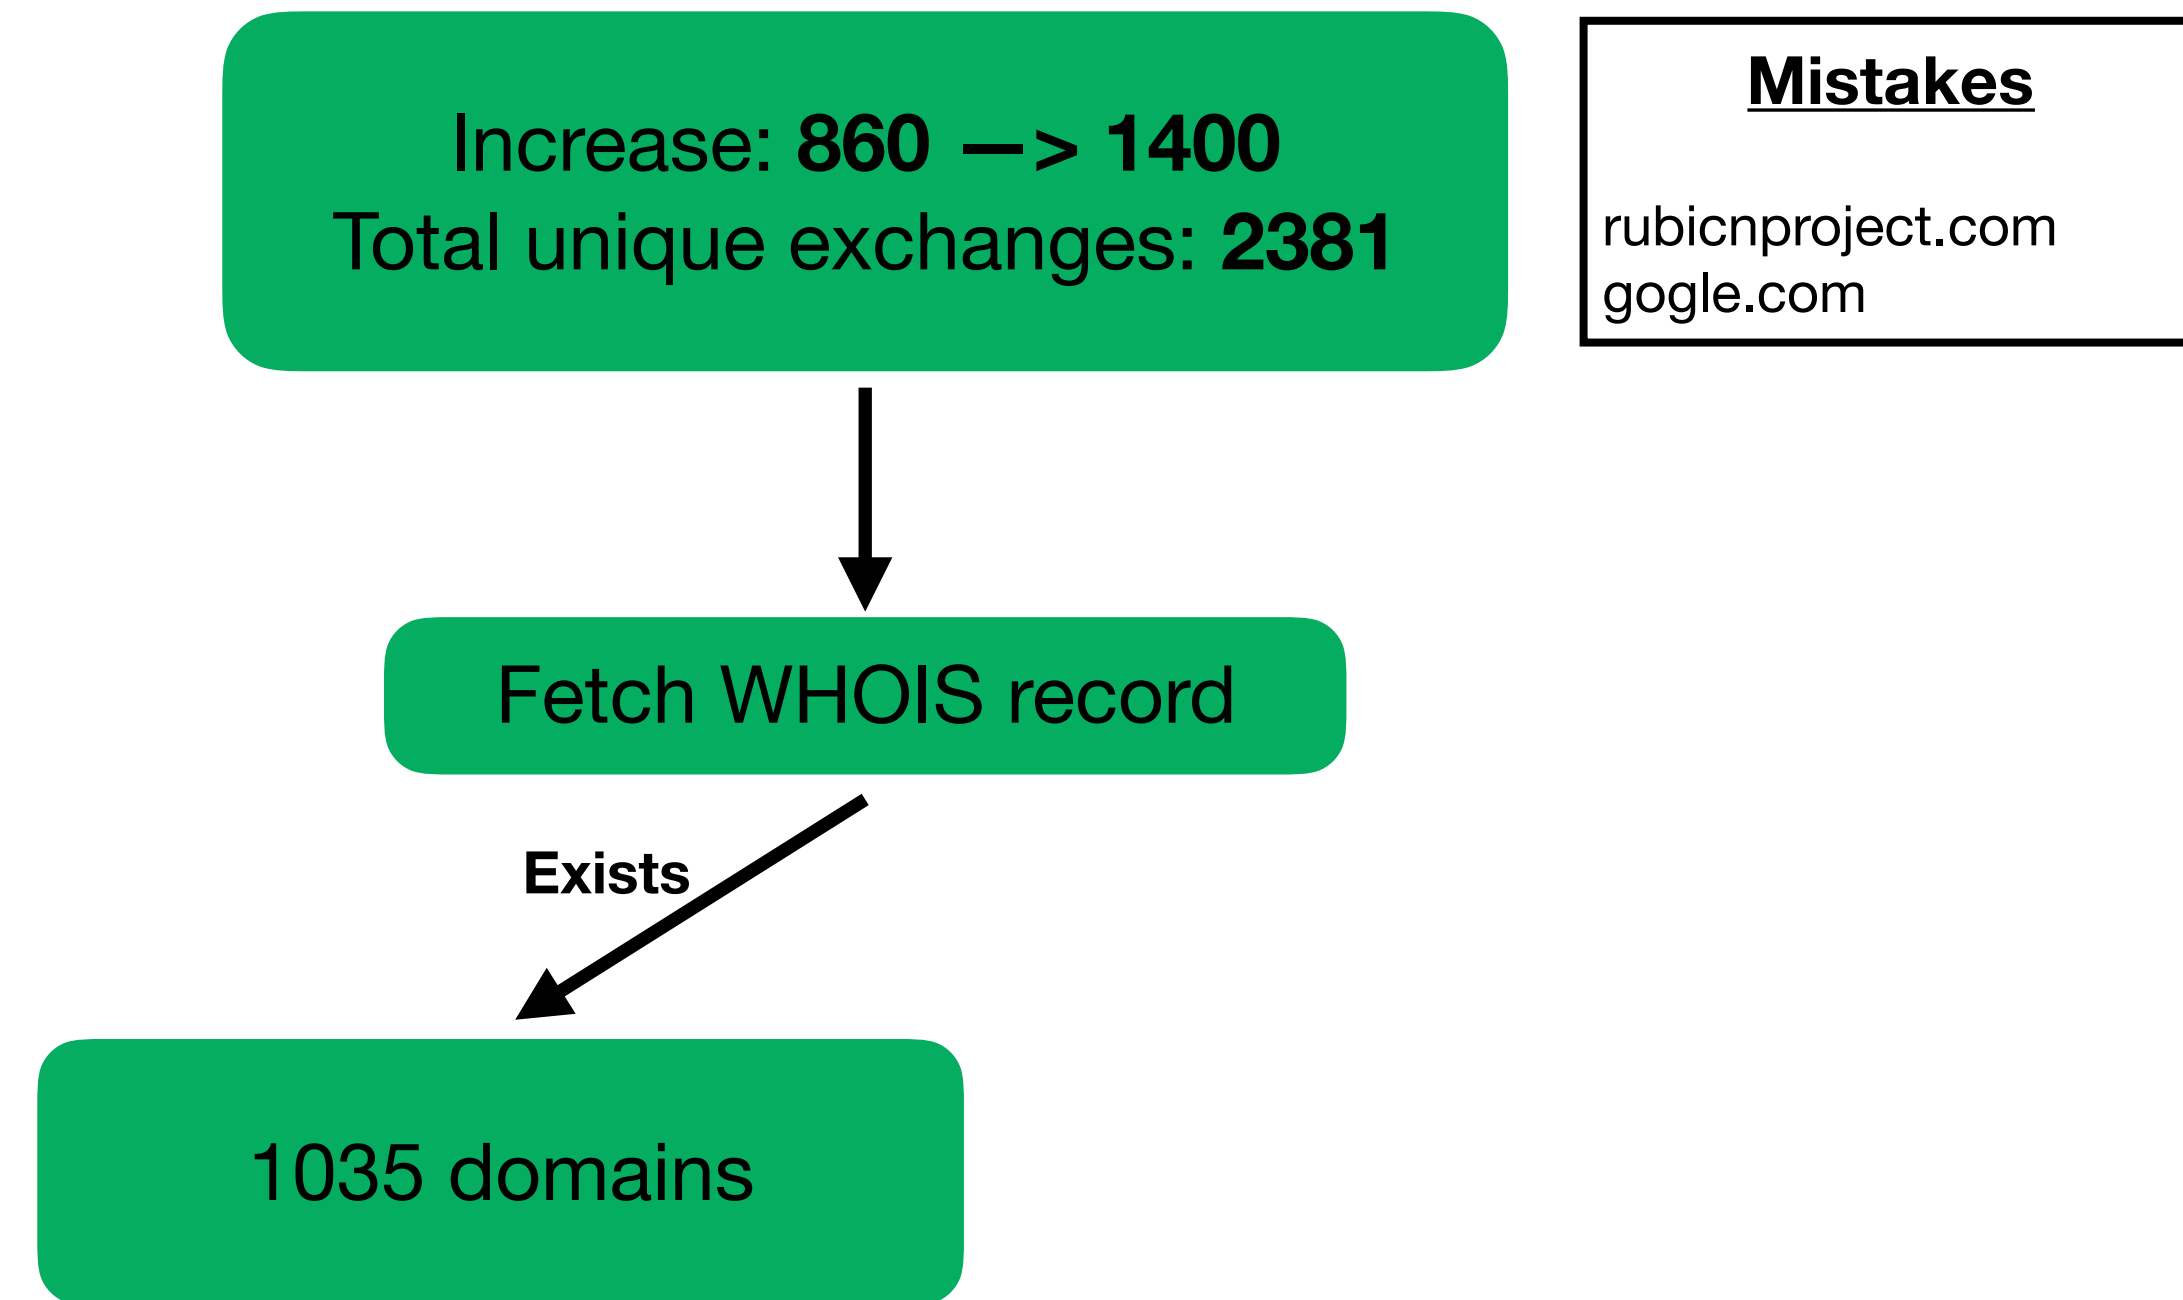 Increase: 860 —> 1400
Total unique exchanges: 2381
Mistakes
rubicnproject.com
gogle.com
Fetch WHOIS record
Exists
1035 domains